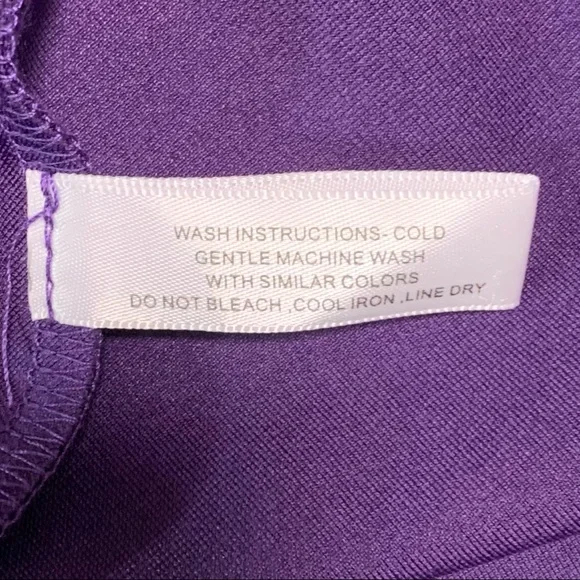 WASH INSTRUCTIONS- COLD
GENTLE MACHINE WASH
WITH SIMILAR COLORS
DO NOT BLEACH ,COOL IRON ,LINE DRY